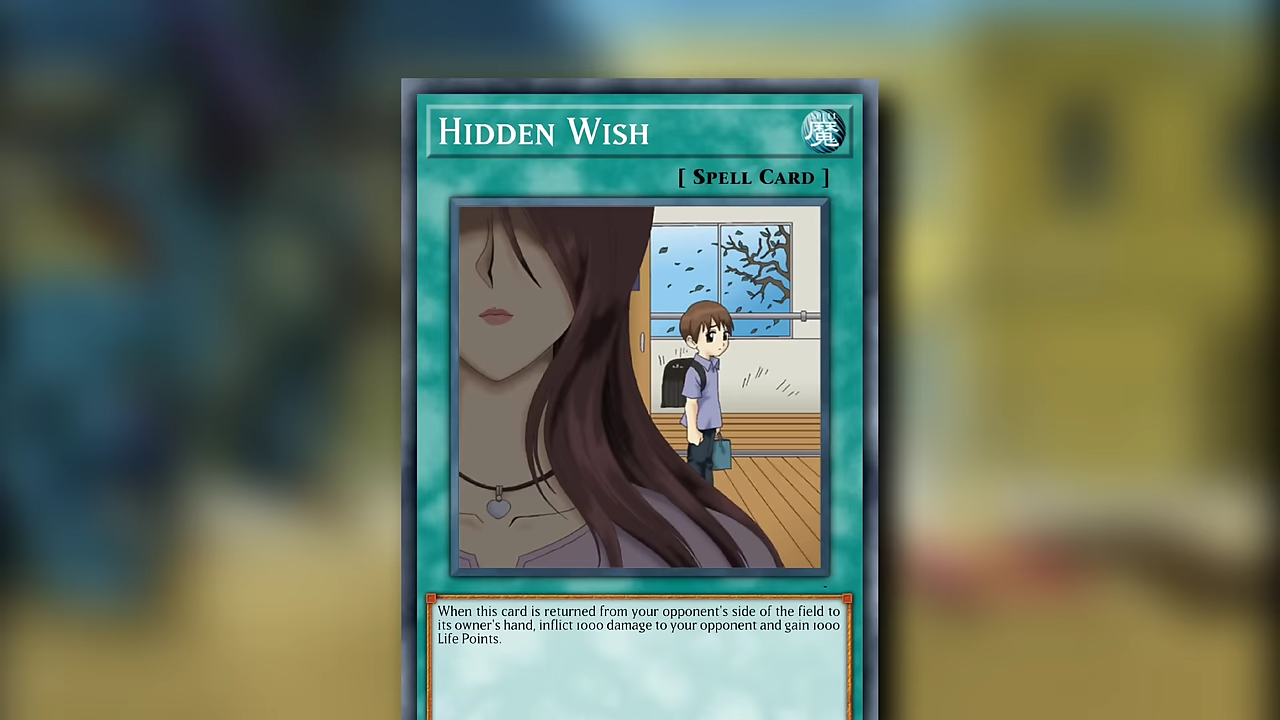 Hidden Wish
魔
[ Spell Card ]
When this card is returned from your opponent's side of the field to
its owner's hand, inflict 1000 damage to your opponent and gain 1000
Life Points.